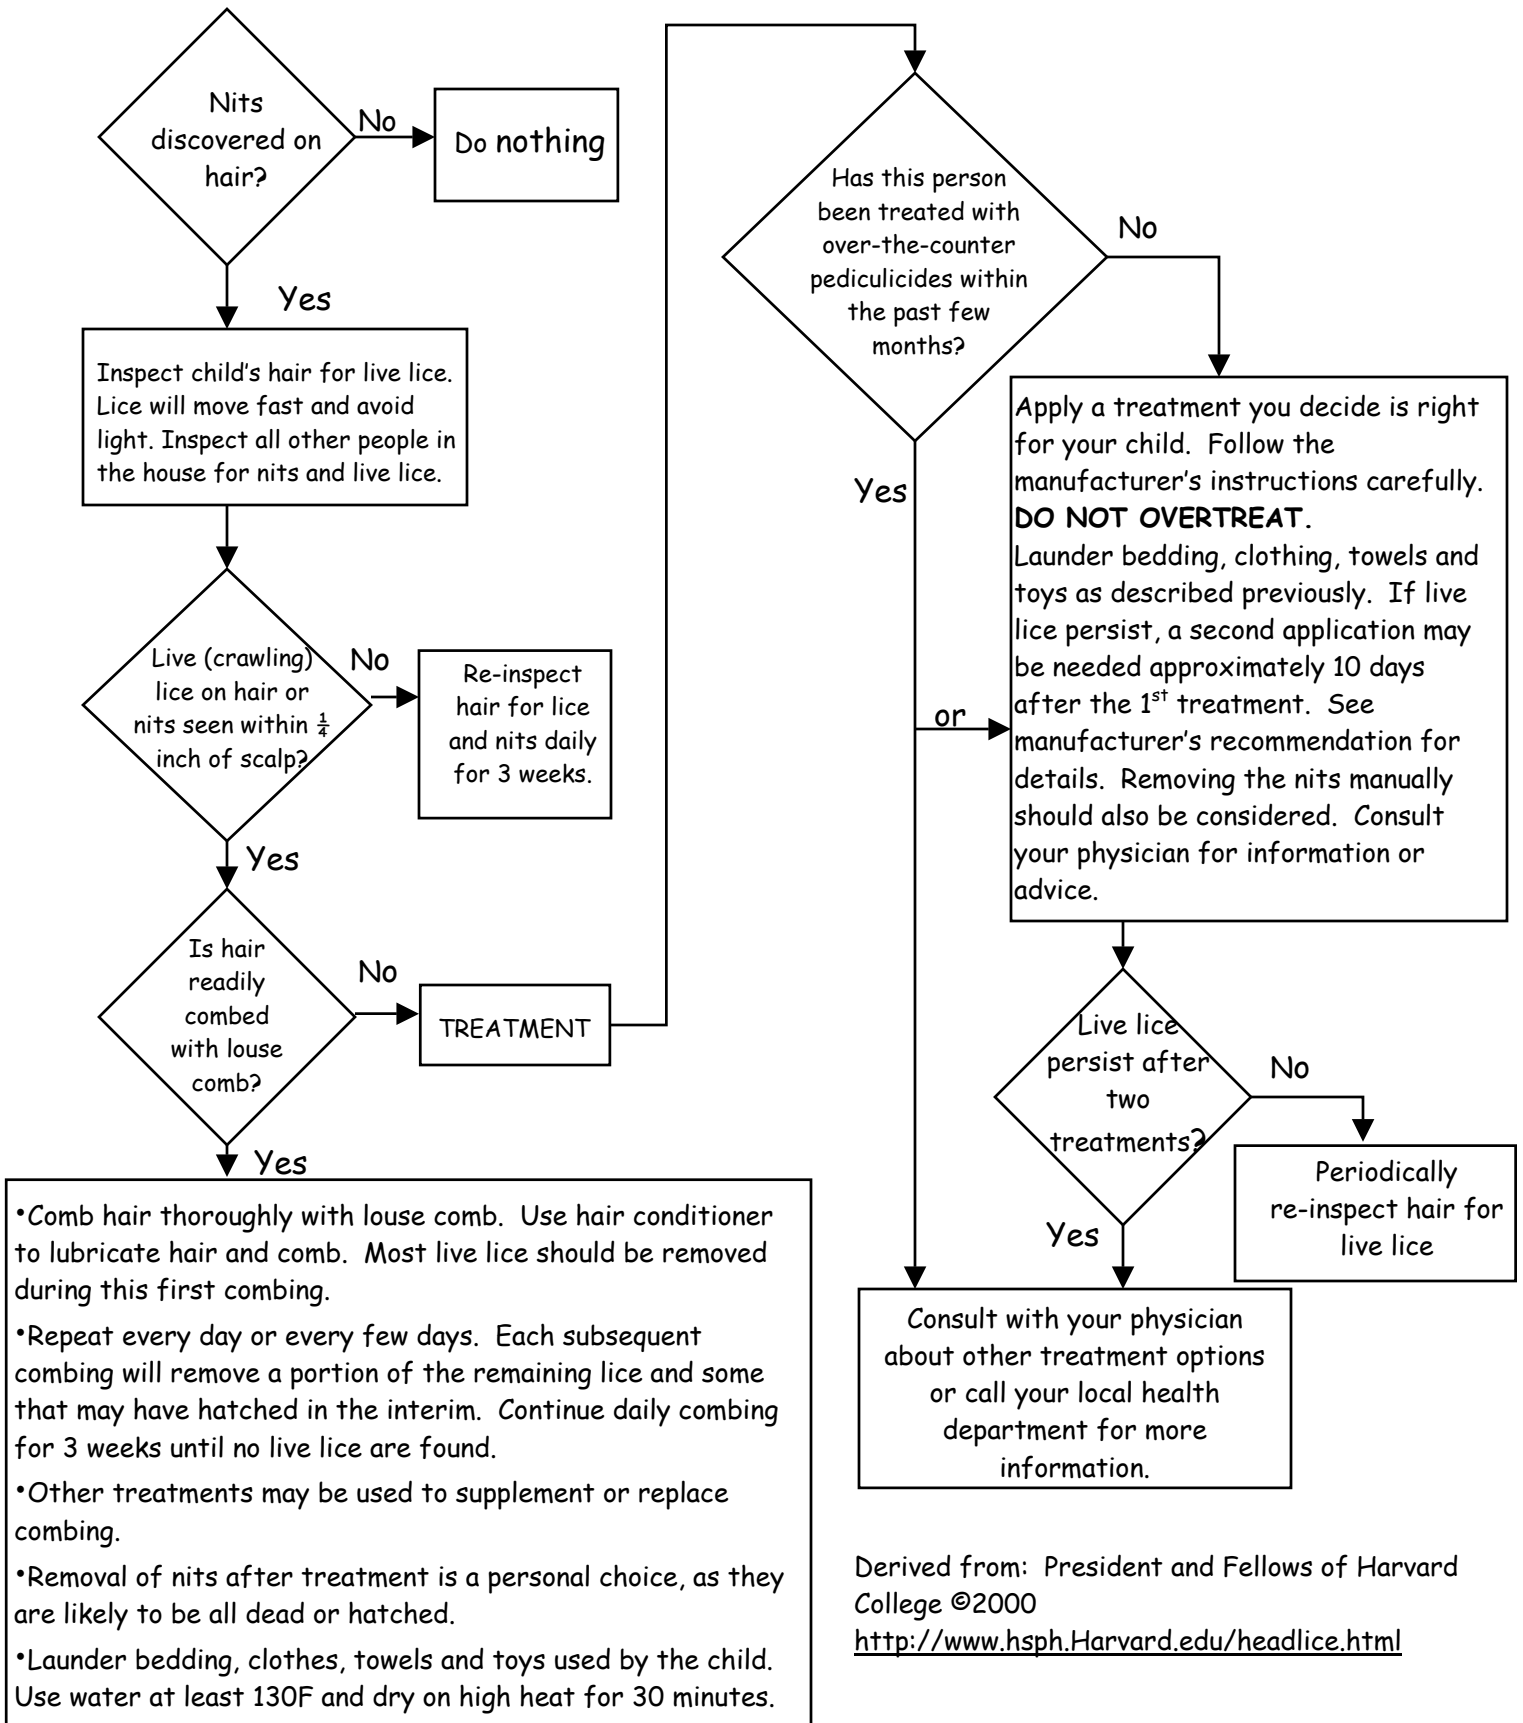 Nits
discovered on
hair?
No
Do nothing
Yes
Inspect child's hair for live lice.
Lice will move fast and avoid
light. Inspect all other people in
the house for nits and live lice.
Live (crawling)
lice on hair or
nits seen within ¼
inch of scalp?
No
Re-inspect
hair for lice
and nits daily
for 3 weeks.
Yes
Is hair
readily
combed
with louse
comb?
No
TREATMENT
Yes
•Comb hair thoroughly with louse comb. Use hair conditioner
to lubricate hair and comb. Most live lice should be removed
during this first combing.
•Repeat every day or every few days. Each subsequent
combing will remove a portion of the remaining lice and some
that may have hatched in the interim. Continue daily combing
for 3 weeks until no live lice are found.
•Other treatments may be used to supplement or replace
combing.
•Removal of nits after treatment is a personal choice, as they
are likely to be all dead or hatched.
•Launder bedding, clothes, towels and toys used by the child.
Use water at least 130F and dry on high heat for 30 minutes.
Has this person
been treated with
over-the-counter
pediculicides within
the past few
months?
No
Yes
or
Apply a treatment you decide is right
for your child. Follow the
manufacturer's instructions carefully.
DO NOT OVERTREAT.
Launder bedding, clothing, towels and
toys as described previously. If live
lice persist, a second application may
be needed approximately 10 days
after the 1st treatment. See
manufacturer's recommendation for
details. Removing the nits manually
should also be considered. Consult
your physician for information or
advice.
Live lice
persist after
two
treatments?
No
Periodically
re-inspect hair for
live lice
Yes
Consult with your physician
about other treatment options
or call your local health
department for more
information.
Derived from: President and Fellows of Harvard
College ©2000
http://www.hsph.Harvard.edu/headlice.html